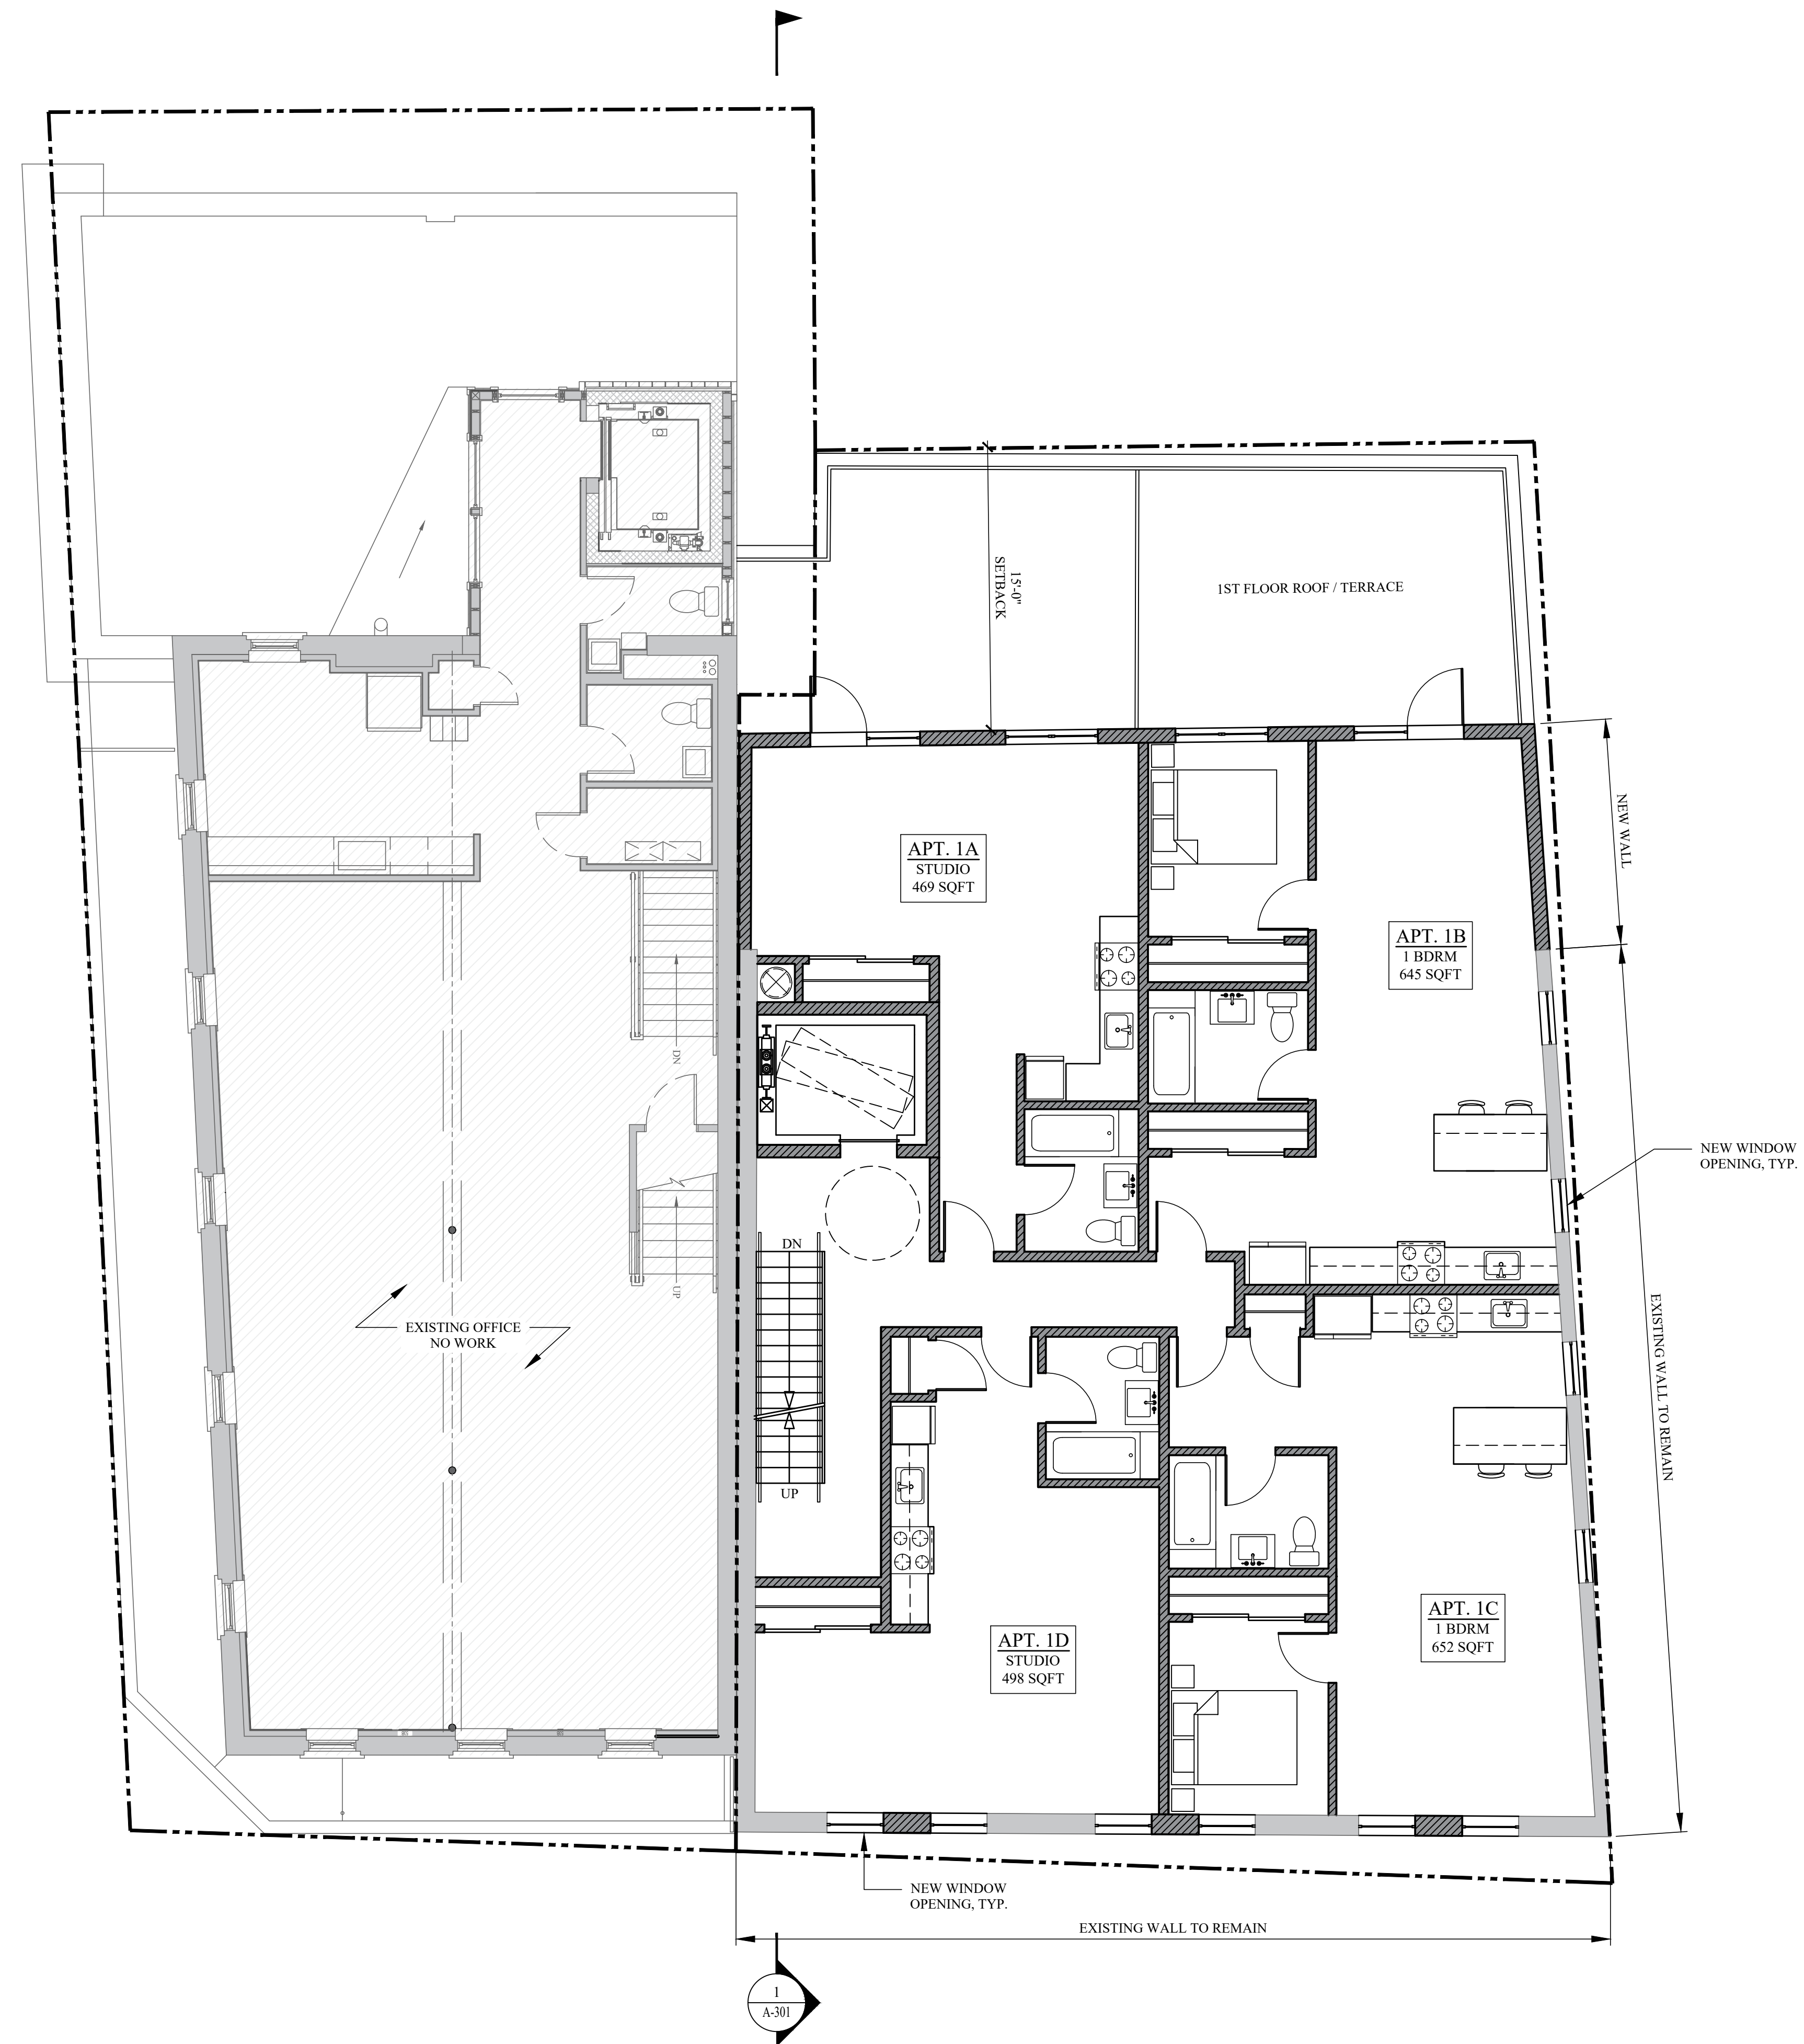 15'-0"
SETBACK
1ST FLOOR ROOF / TERRACE
NEW WALL
APT. 1A
STUDIO
469 SQFT
APT. 1B
1 BDRM
645 SQFT
DN
NEW WINDOW
OPENING, TYP.
DN
UP
EXISTING OFFICE
NO WORK
EXISTING WALL TO REMAIN
UP
APT. 1D
STUDIO
498 SQFT
APT. 1C
1 BDRM
652 SQFT
NEW WINDOW
OPENING, TYP.
EXISTING WALL TO REMAIN
1
A-301